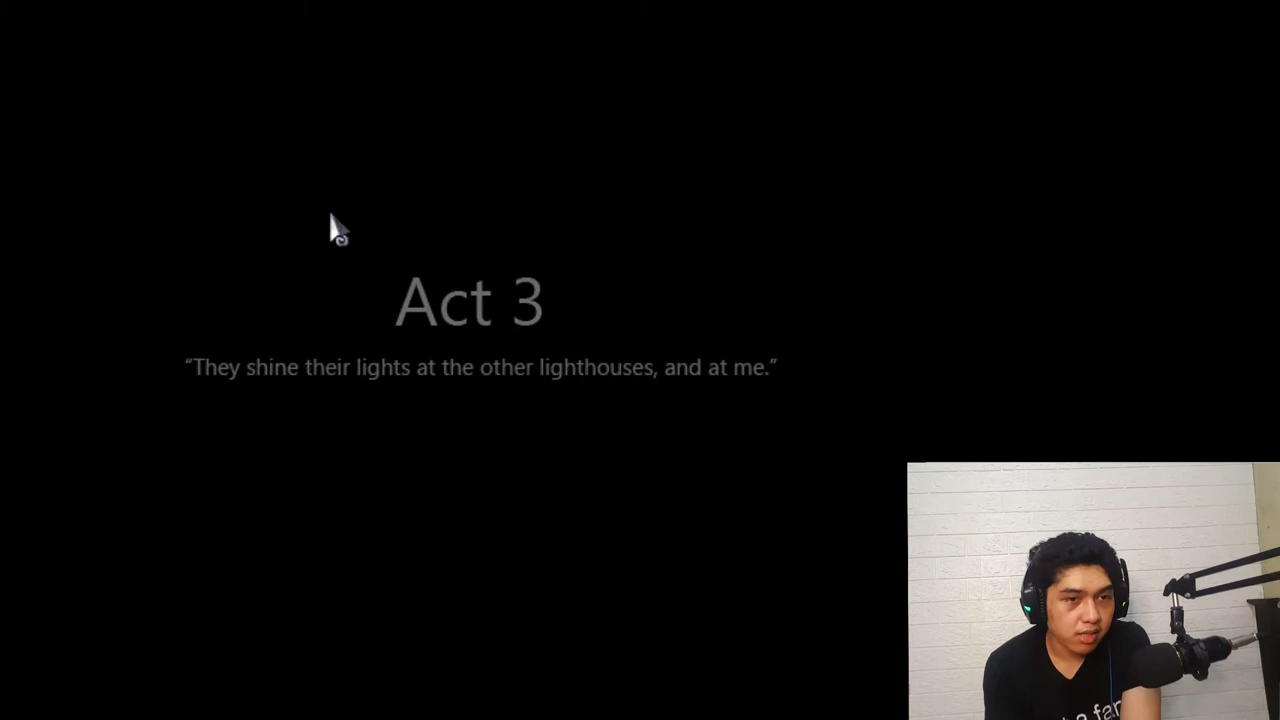 Act 3
“They shine their lights at the other lighthouses, and at me.”